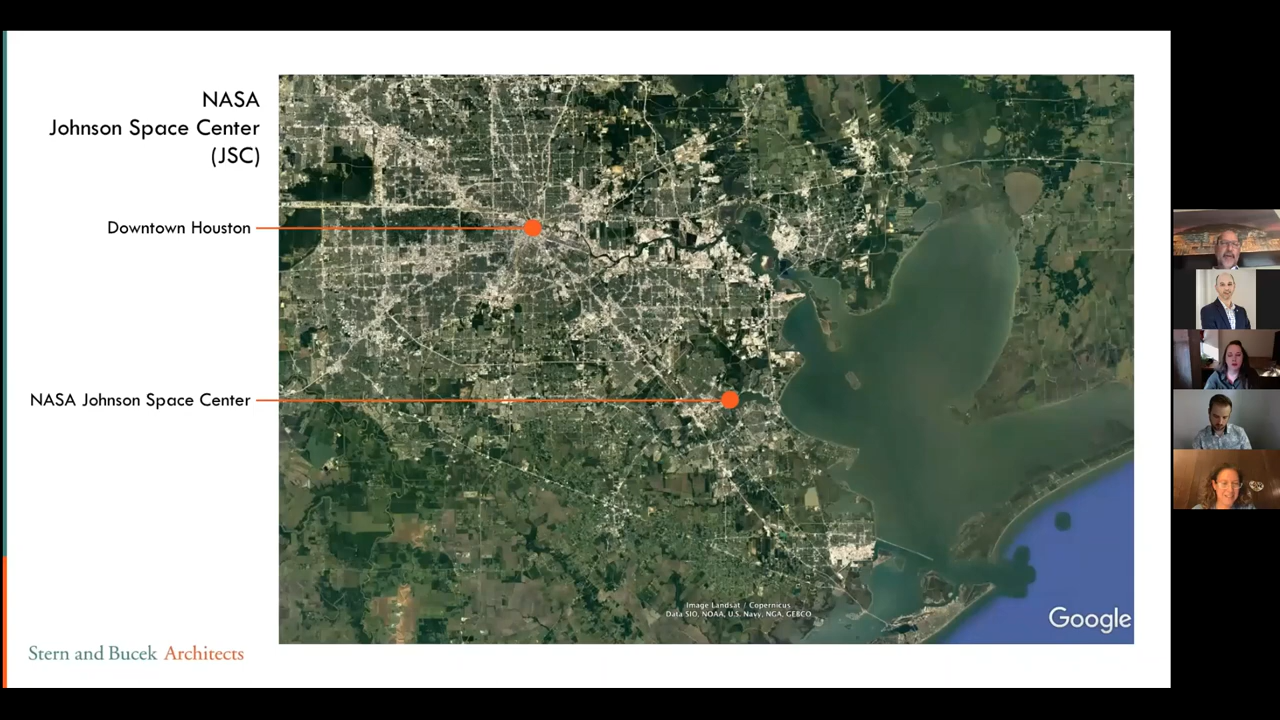 NASA
Johnson Space Center
(JSC)
Downtown Houston
NASA Johnson Space Center
Image Landsat / Copernicus
Data SIO, NOAA, U.S. Navy, NGA, GEBCO
Google
Stern and Bucek Architects